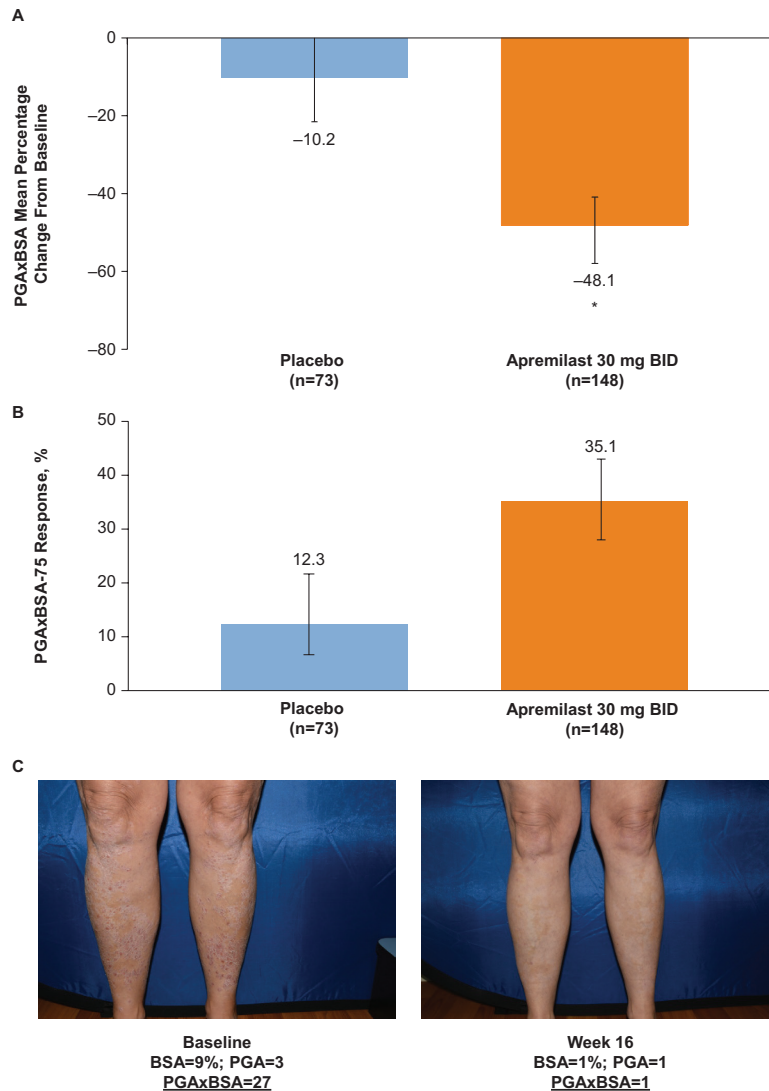 A
PGAxBSA Mean Percentage
Change From Baseline
0
–20
–40
–60
–80
–10.2
–48.1
*
Placebo
(n=73)
Apremilast 30 mg BID
(n=148)
B
PGAxBSA-75 Response, %
50
40
30
20
10
0
12.3
35.1
Placebo
(n=73)
Apremilast 30 mg BID
(n=148)
C
Baseline
BSA=9%; PGA=3
PGAxBSA=27
Week 16
BSA=1%; PGA=1
PGAxBSA=1